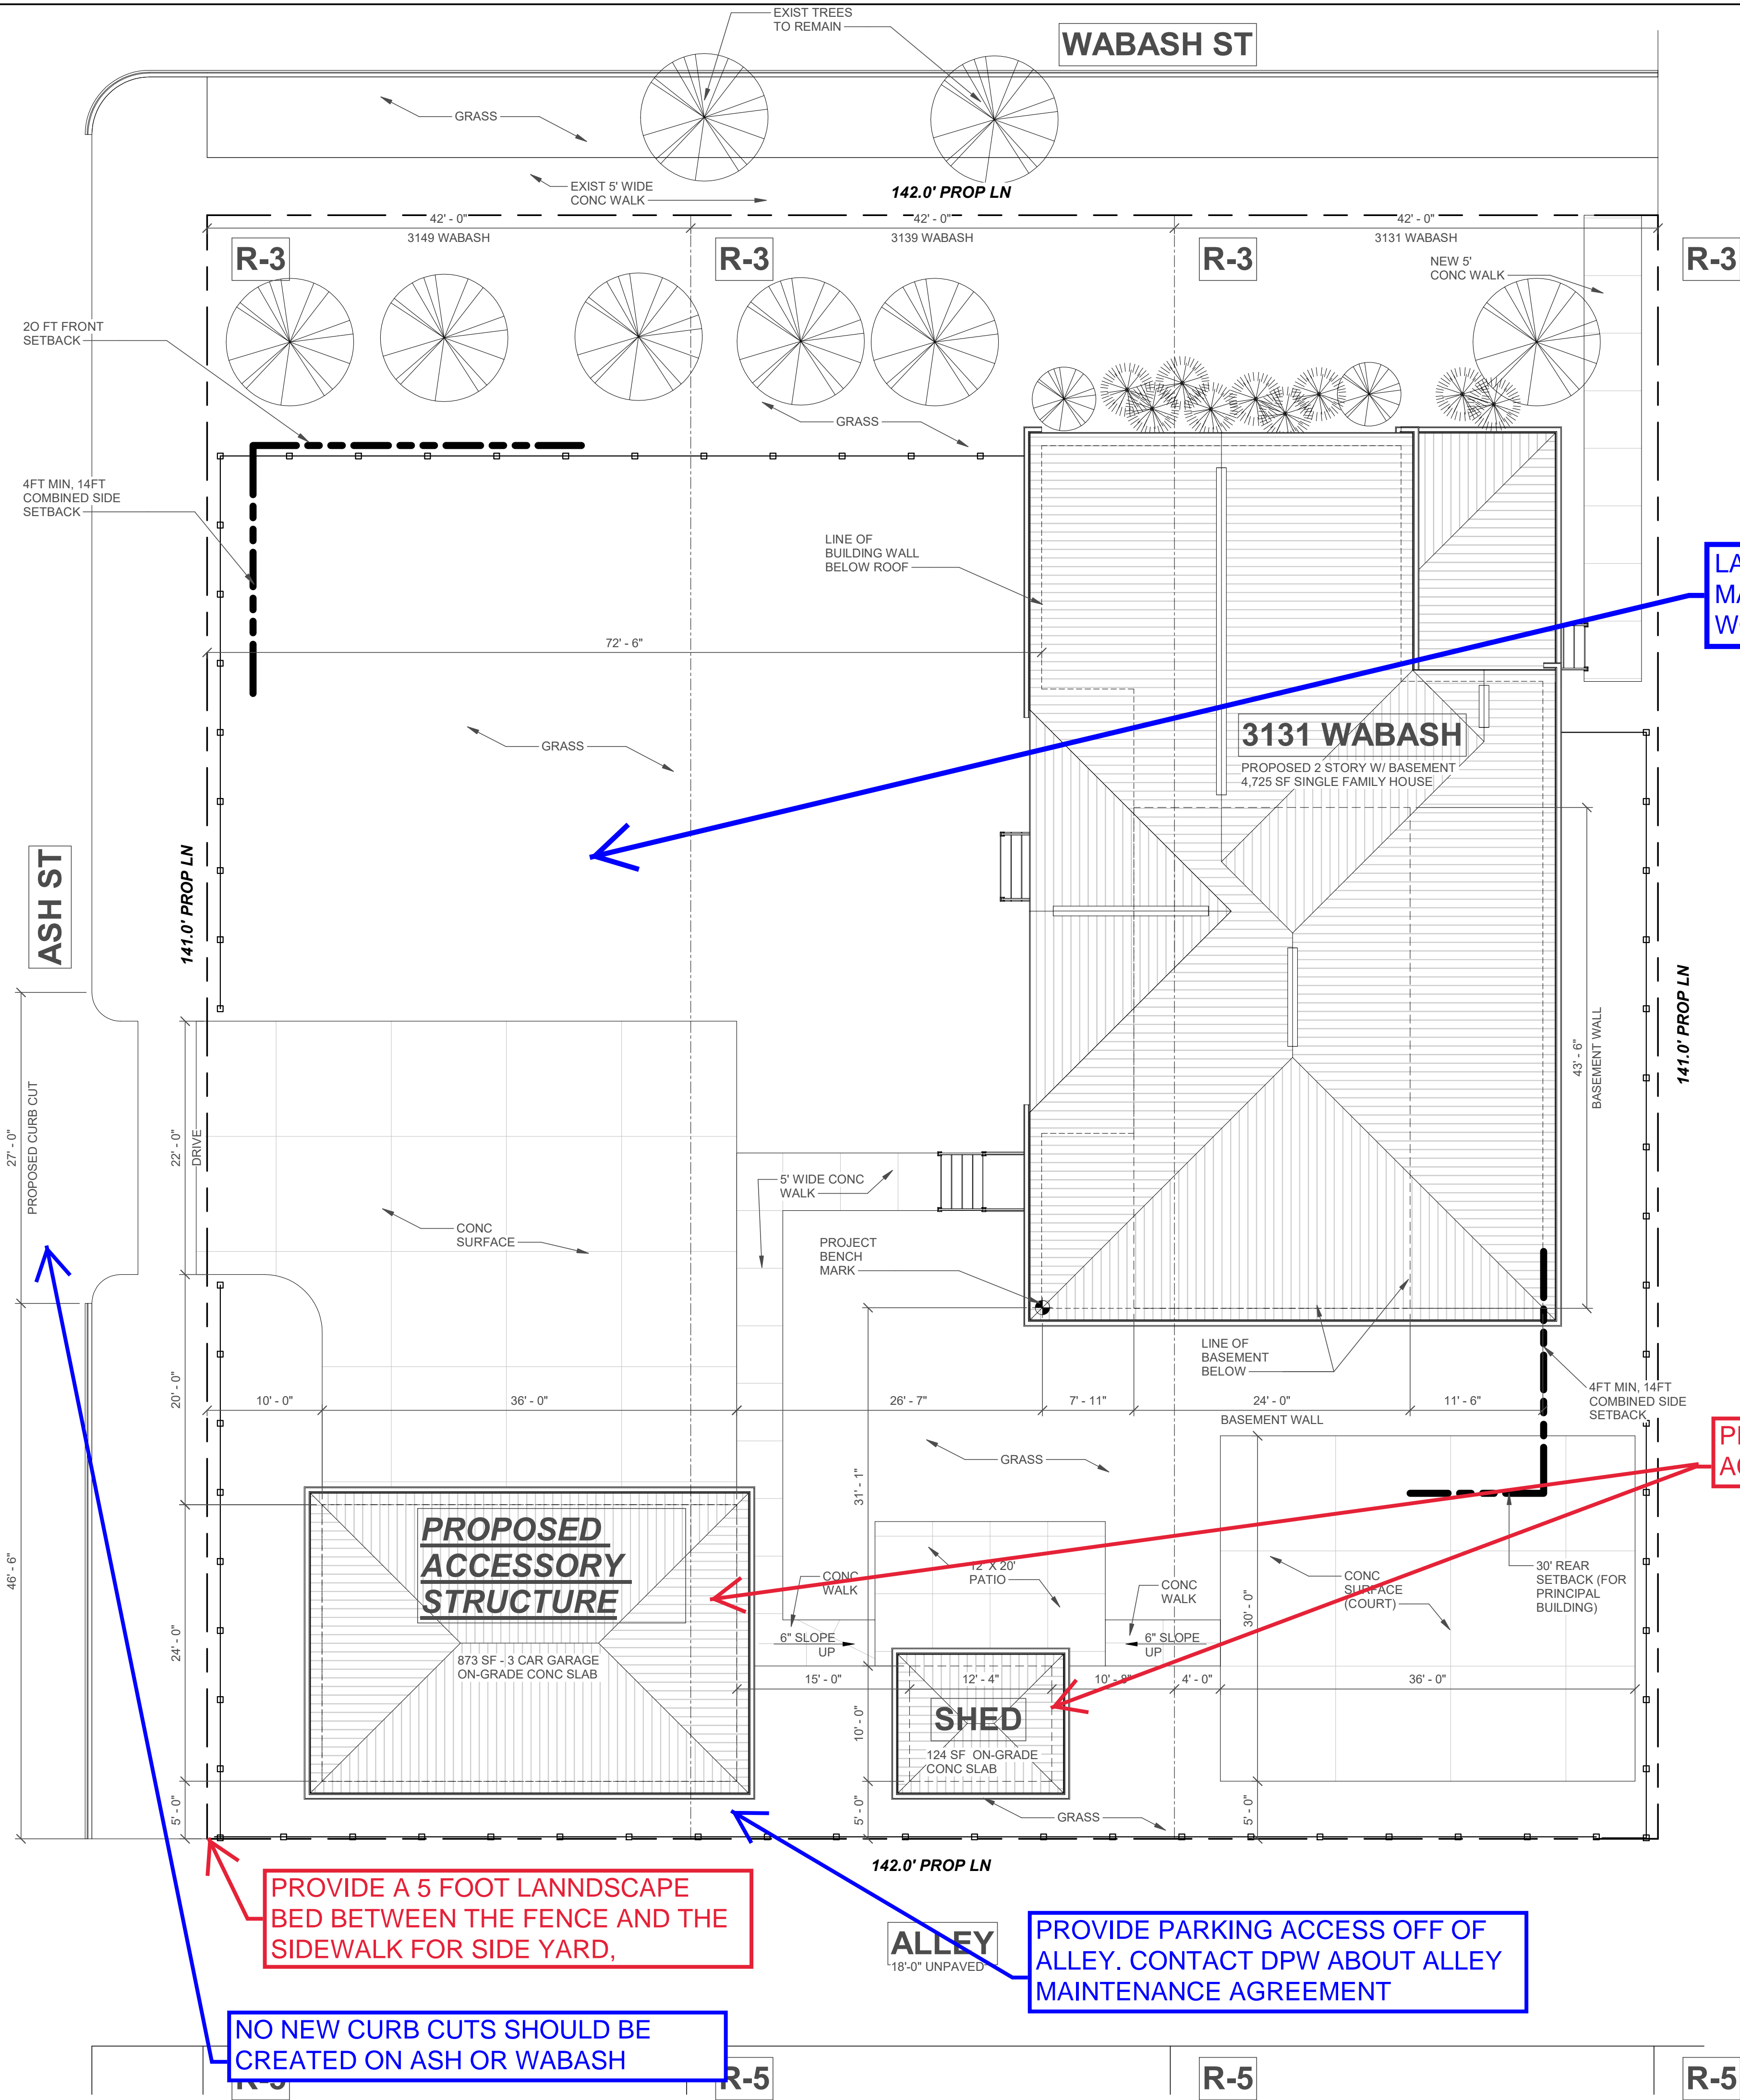 EXIST TREES
TO REMAIN
WABASH ST
GRASS
EXIST 5' WIDE
CONC WALK
142.0' PROP LN
42' - 0"
42' - 0"
42' - 0"
3149 WABASH
3139 WABASH
3131 WABASH
R-3
R-3
R-3
R-3
NEW 5'
CONC WALK
2O FT FRONT
SETBACK
GRASS
4FT MIN, 14FT
COMBINED SIDE
SETBACK
LINE OF
BUILDING WALL
BELOW ROOF
LA
MA
72' - 6"
GRASS
3131 WABASH
PROPOSED 2 STORY W/ BASEMENT
4,725 SF SINGLE FAMILY HOUSE
ASH ST
141.0' PROP LN
141.0' PROP LN
43' - 6"
BASEMENT WALL
27' - 0"
PROPOSED CURB CUT
22' - 0"
DRIVE
5' WIDE CONC
WALK
CONC
SURFACE
PROJECT
BENCH
MARK
LINE OF
BASEMENT
BELOW
20' - 0"
10' - 0"
36' - 0"
26' - 7"
7' - 11"
24' - 0"
11' - 6"
BASEMENT WALL
4FT MIN, 14FT
COMBINED SIDE
SETBACK
GRASS
31' - 1"
46' - 6"
PROPOSED
ACCESSORY
STRUCTURE
873 SF - 3 CAR GARAGE
ON-GRADE CONC SLAB
24' - 0"
CONC
WALK
12' X 20'
PATIO
CONC
WALK
CONC
SURFACE
(COURT)
30' - 0"
30' REAR
SETBACK (FOR
PRINCIPAL
BUILDING)
6" SLOPE
UP
6" SLOPE
UP
15' - 0"
12' - 4"
10' - 8"
4' - 0"
36' - 0"
10' - 0"
SHED
124 SF ON-GRADE
CONC SLAB
5' - 0"
5' - 0"
5' - 0"
GRASS
142.0' PROP LN
PROVIDE A 5 FOOT LANNDSCAPE
BED BETWEEN THE FENCE AND THE
SIDEWALK FOR SIDE YARD,
ALLEY
18'-0" UNPAVED
PROVIDE PARKING ACCESS OFF OF
ALLEY. CONTACT DPW ABOUT ALLEY
MAINTENANCE AGREEMENT
NO NEW CURB CUTS SHOULD BE
CREATED ON ASH OR WABASH
R-5
R-5
R-5
R-5